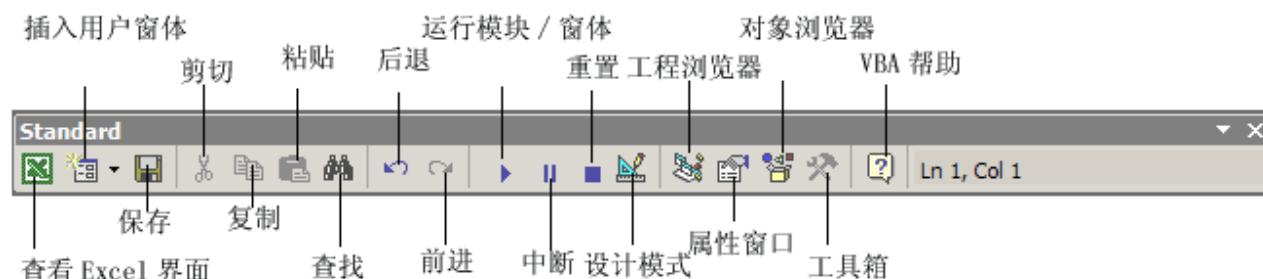 插入用户窗体 运行模块 / 窗体 对象浏览器
剪切 粘贴 后退 重置 工程浏览器 VBA 帮助
Standard
Ln 1, Col 1
保存 复制 属性窗口
查看 Excel 界面 查找 前进 中断 设计模式 工具箱